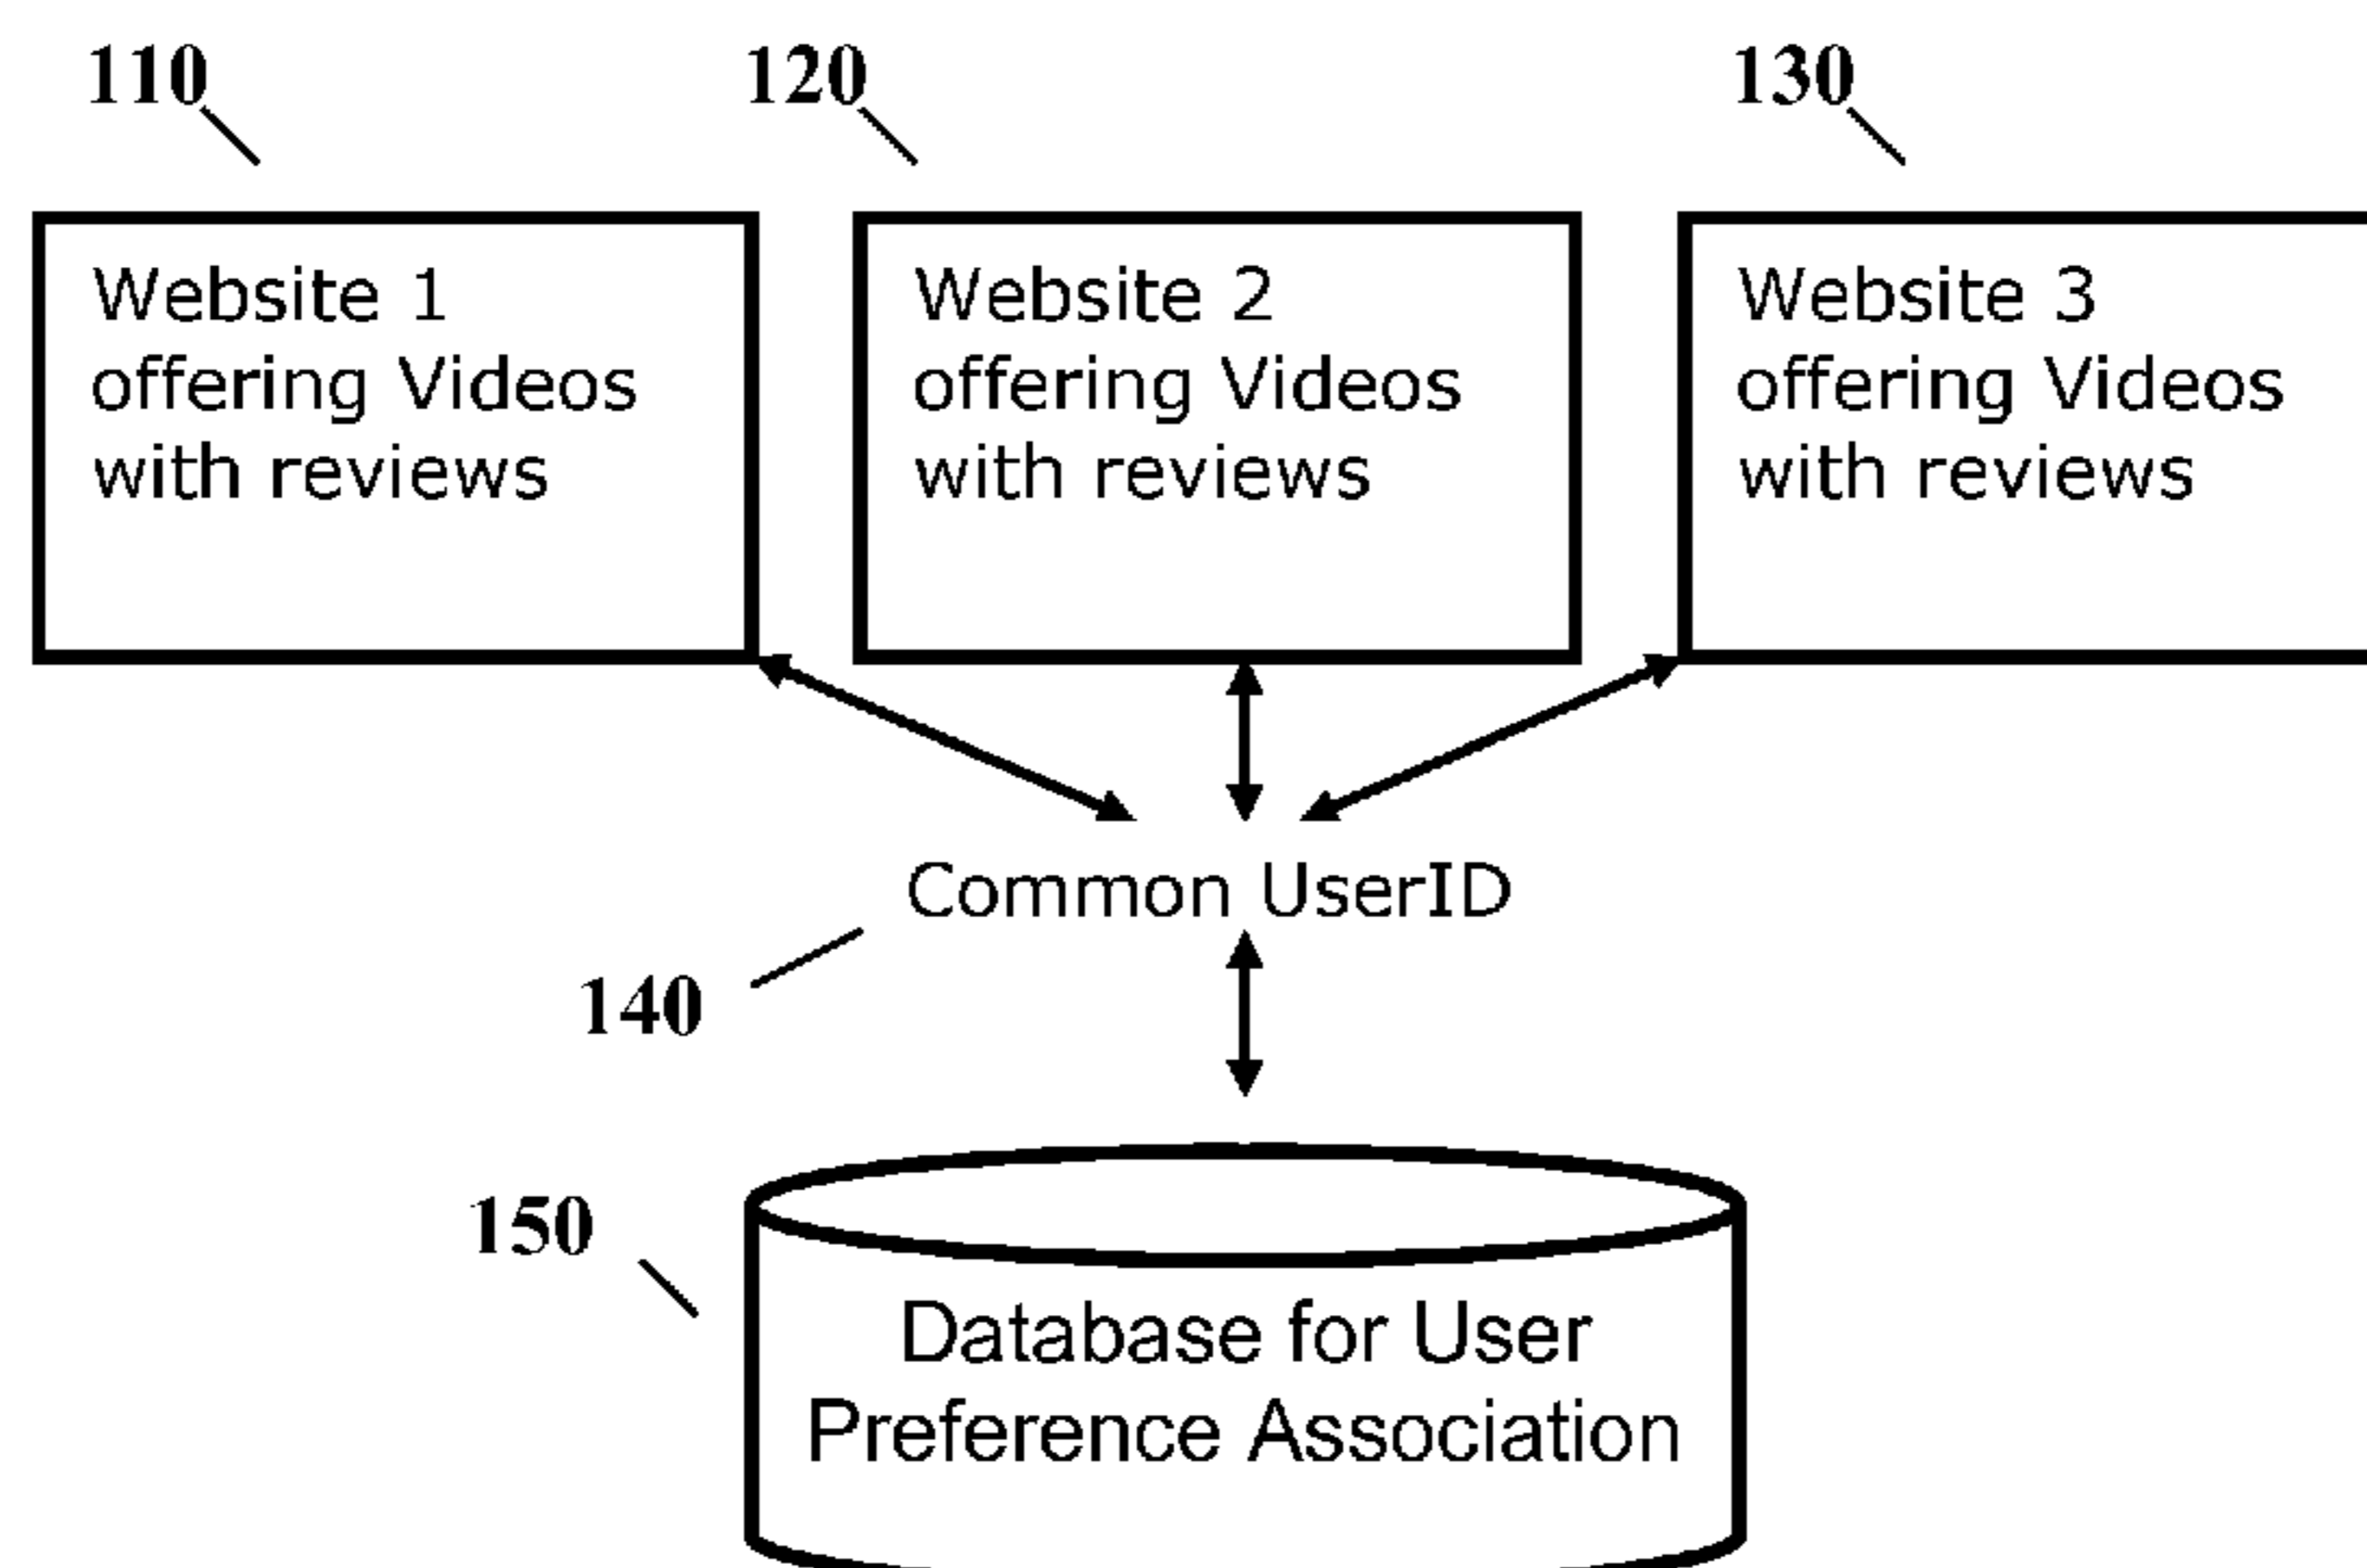 110
120
130
Website 1
offering Videos
with reviews
Website 2
offering Videos
with reviews
Website 3
offering Videos
with reviews
Common UserID
140
150
Database for User
Preference Association